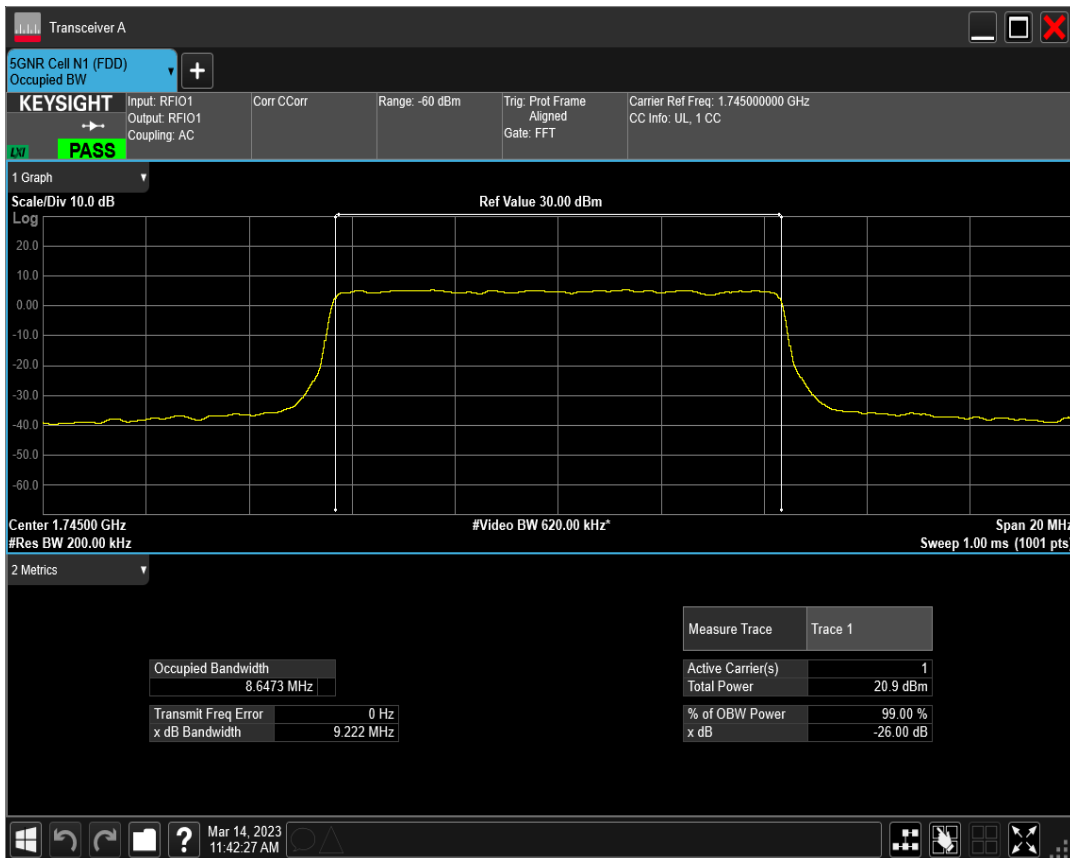 Transceiver A
5GNR Cell N1 (FDD)
Occupied BW
KEYSIGHT
LXI
PASS
Input: RFIO1
Output: RFIO1
Coupling: AC
Corr CCorr
Range: -60 dBm
Trig: Prot Frame
Aligned
Gate: FFT
Carrier Ref Freq: 1.745000000 GHz
CC Info: UL, 1 CC
1 Graph
Scale/Div 10.0 dB
Ref Value 30.00 dBm
Log
20.0
10.0
0.00
-10.0
-20.0
-30.0
-40.0
-50.0
-60.0
Center 1.74500 GHz
#Video BW 620.00 kHz*
Span 20 MHz
#Res BW 200.00 kHz
Sweep 1.00 ms (1001 pts)
2 Metrics
Measure Trace Trace 1
Occupied Bandwidth
8.6473 MHz
Active Carrier(s) 1
Total Power 20.9 dBm
Transmit Freq Error 0 Hz
x dB Bandwidth 9.222 MHz
% of OBW Power 99.00 %
x dB -26.00 dB
?
Mar 14, 2023
11:42:27 AM